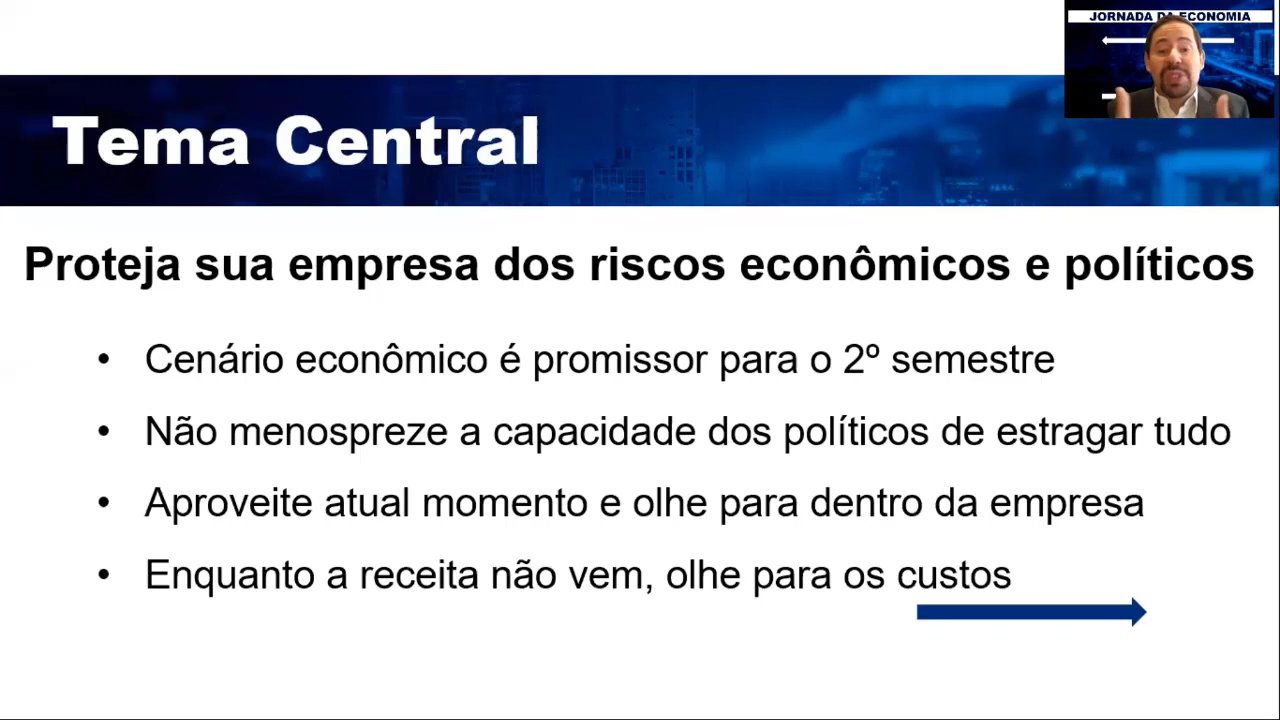 JORNADA DA ECONOMIA
Tema Central
Proteja sua empresa dos riscos econômicos e políticos
• Cenário econômico é promissor para o 2º semestre
• Não menospreze a capacidade dos políticos de estragar tudo
• Aproveite atual momento e olhe para dentro da empresa
• Enquanto a receita não vem, olhe para os custos